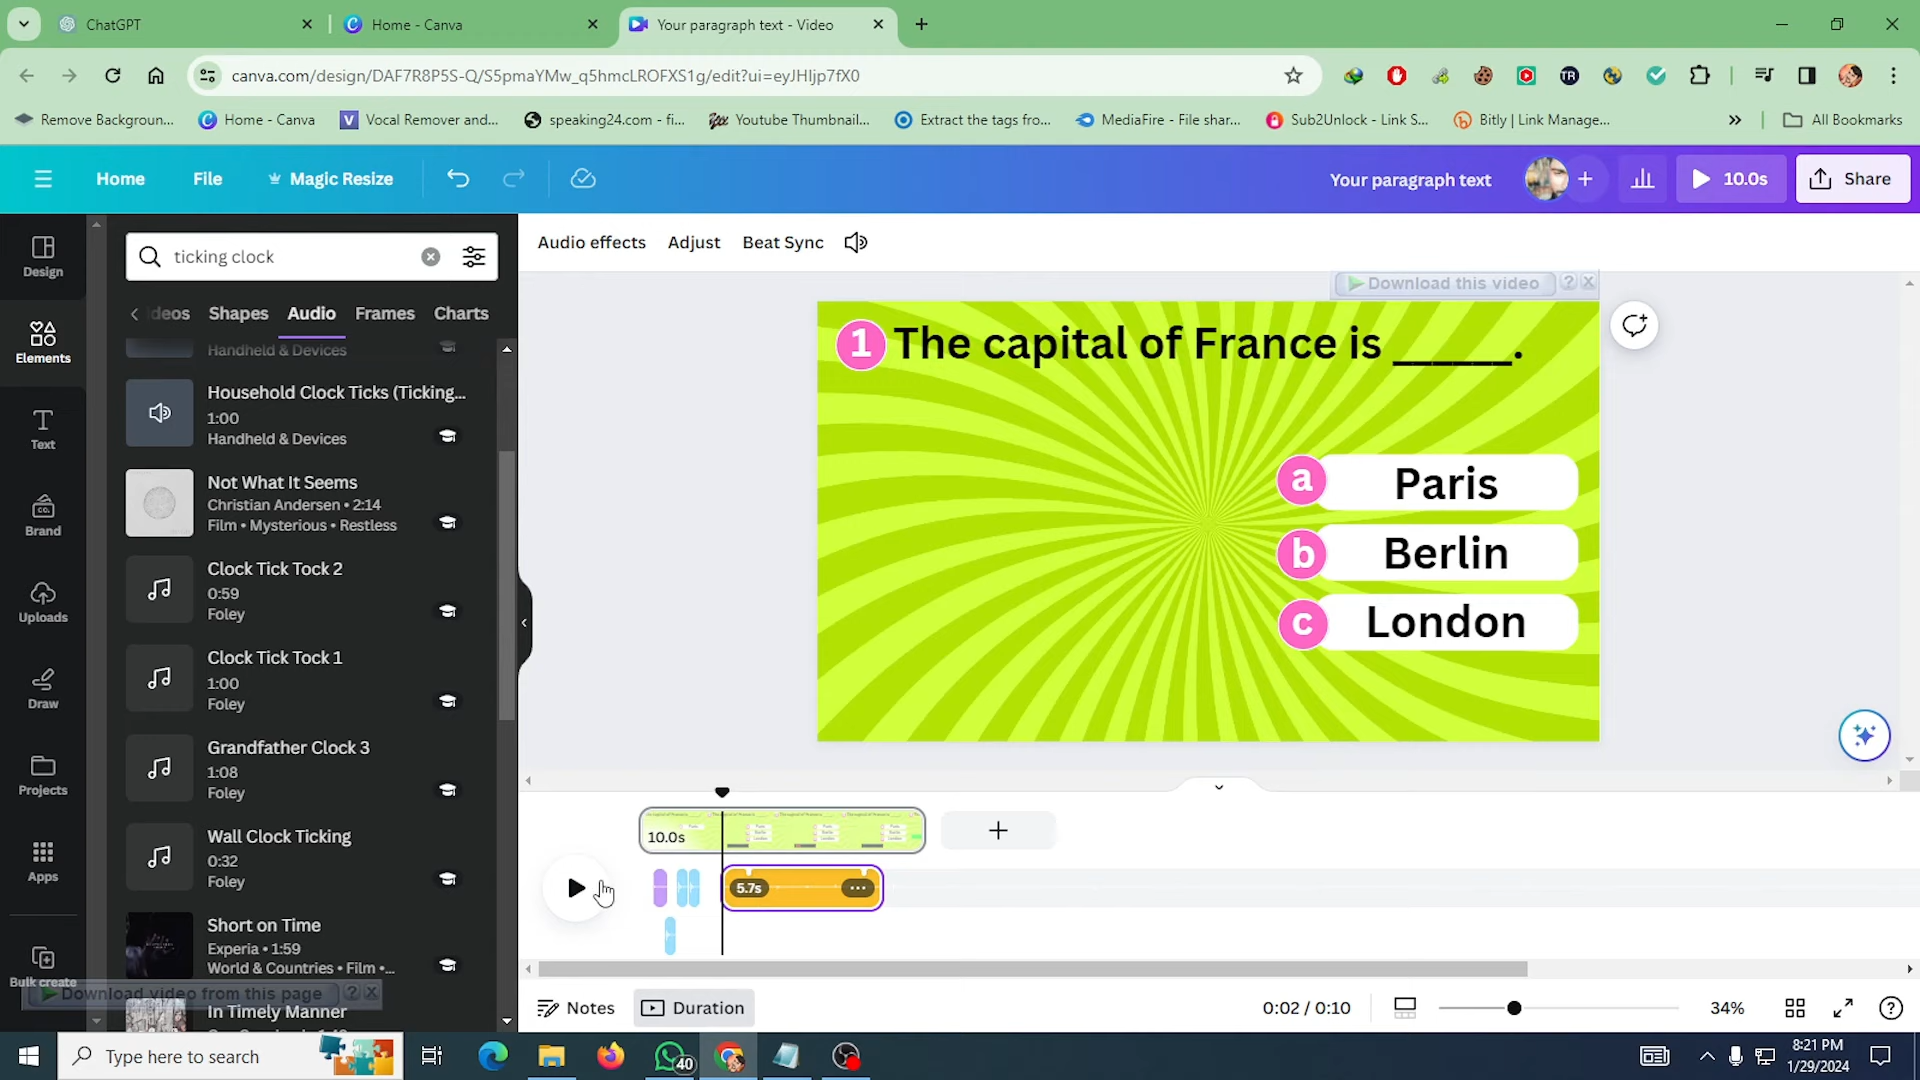 ChatGPT
Home - Canva
Your paragraph text - Video
canva.com/design/DAF7R8P5S-Q/S5pmaYMw_q5hmcLROFXS1g/edit?ui=eyJHIjp7fX0
Remove Backgroun...
Home - Canva
Vocal Remover and...
speaking24.com - fi...
Youtube Thumbnail...
Extract the tags fro...
MediaFire - File shar...
Sub2Unlock - Link S...
Bitly | Link Manage...
All Bookmarks
Home
File
Magic Resize
Your paragraph text
10.0s
Share
Design
Elements
Text
Brand
Uploads
Draw
Projects
Apps
Bulk create
ticking clock
Shapes
Audio
Frames
Charts
Handheld & Devices
Household Clock Ticks (Ticking...
1:00
Handheld & Devices
Not What It Seems
Christian Andersen • 2:14
Film • Mysterious • Restless
Clock Tick Tock 2
0:59
Foley
Clock Tick Tock 1
1:00
Foley
Grandfather Clock 3
1:08
Foley
Wall Clock Ticking
0:32
Foley
Short on Time
Experia • 1:59
World & Countries • Film •...
Download video from this page
In Timely Manner
Audio effects
Adjust
Beat Sync
Download this video
1 The capital of France is ______.
a Paris
b Berlin
c London
10.0s
5.7s
Notes
Duration
0:02 / 0:10
34%
Type here to search
40
8:21 PM
1/29/2024